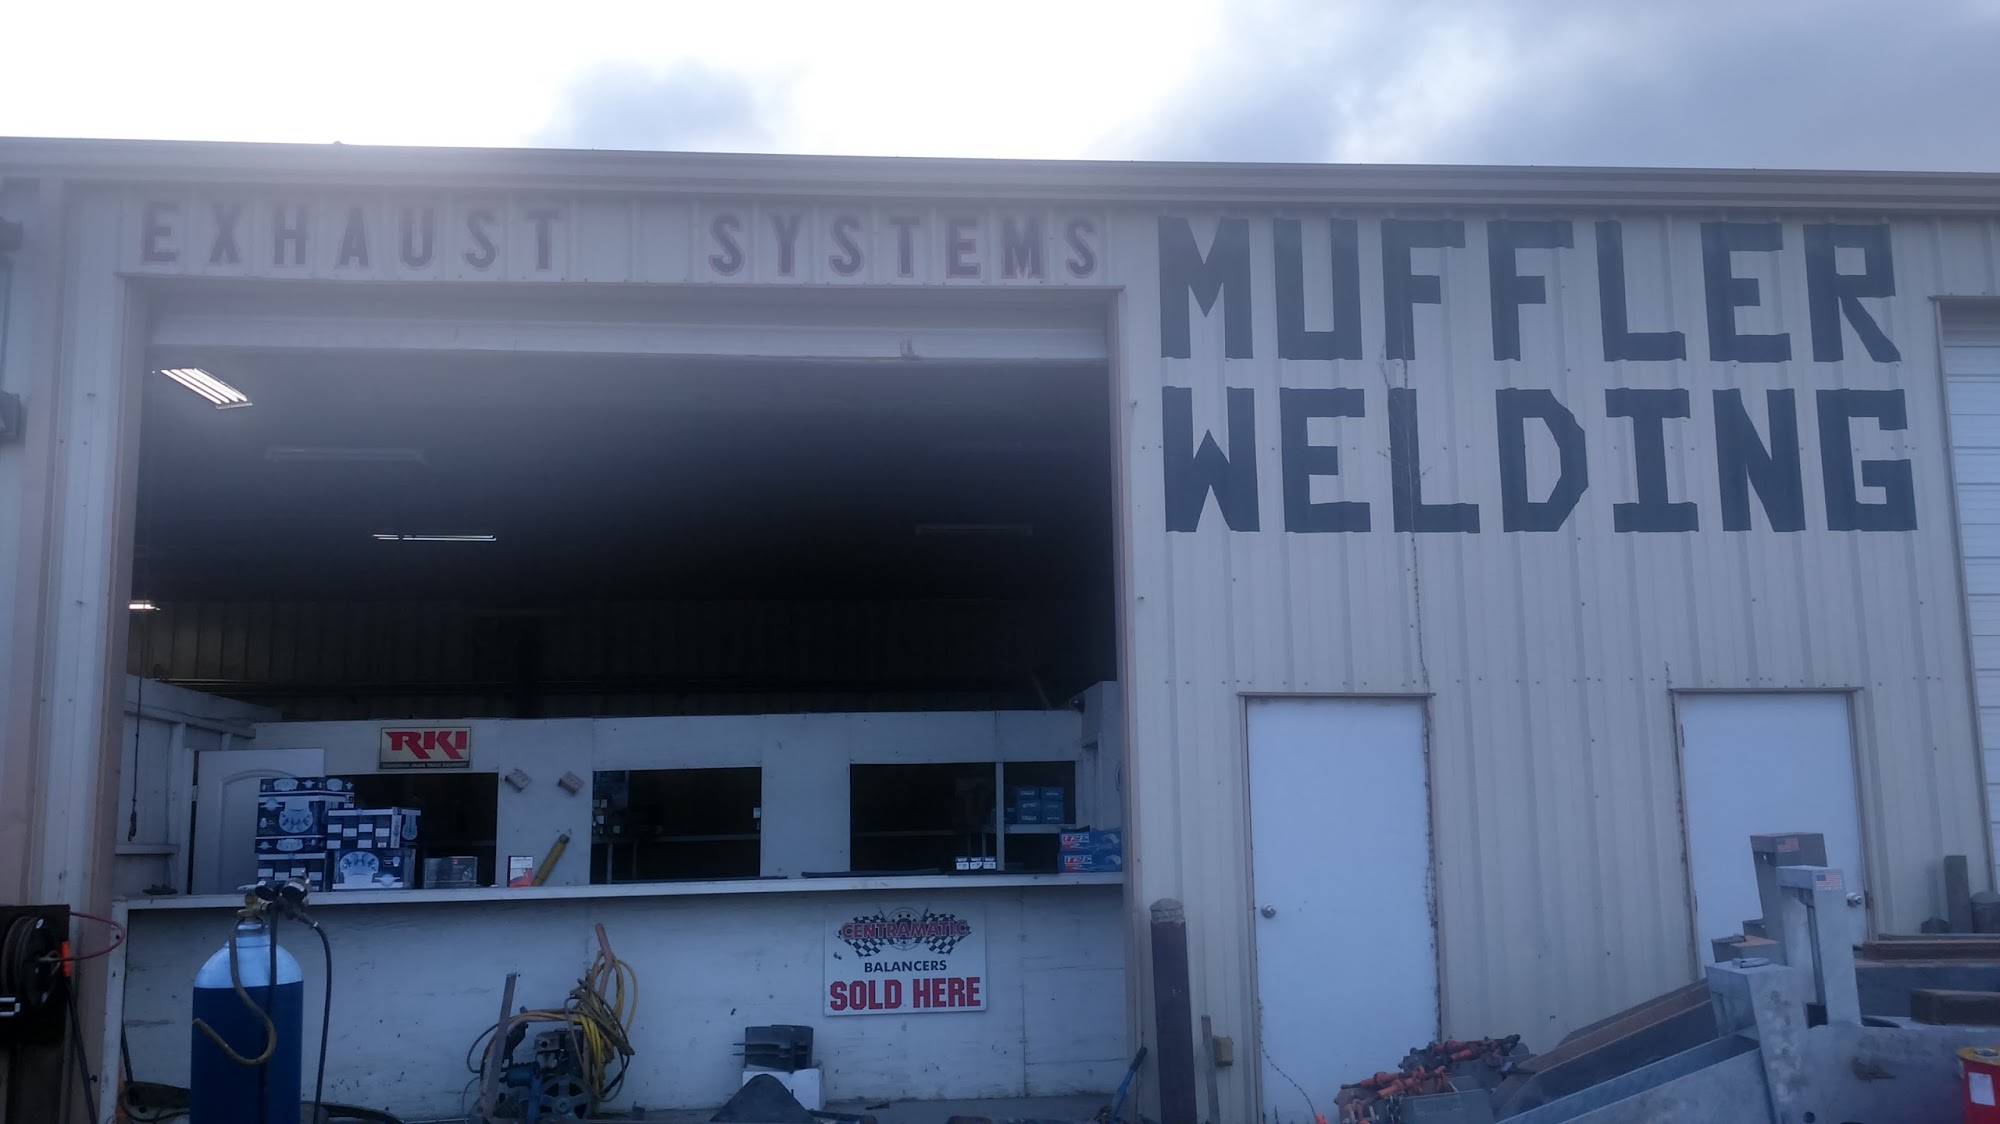 EXHAUST SYSTEMS
MUFFLER
WELDING
RKI
CENTRAMATIC
BALANCERS
SOLD HERE